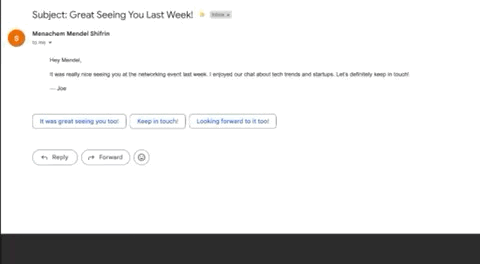 Subject: Great Seeing You Last Week!
Inbox x
Menachem Mendel Shifrin
to me
S
Hey Mendel,
It was really nice seeing you at the networking event last week. I enjoyed our chat about tech trends and startups. Let's definitely keep in touch!
— Joe
It was great seeing you too!
Keep in touch!
Looking forward to it too!
Reply
Forward